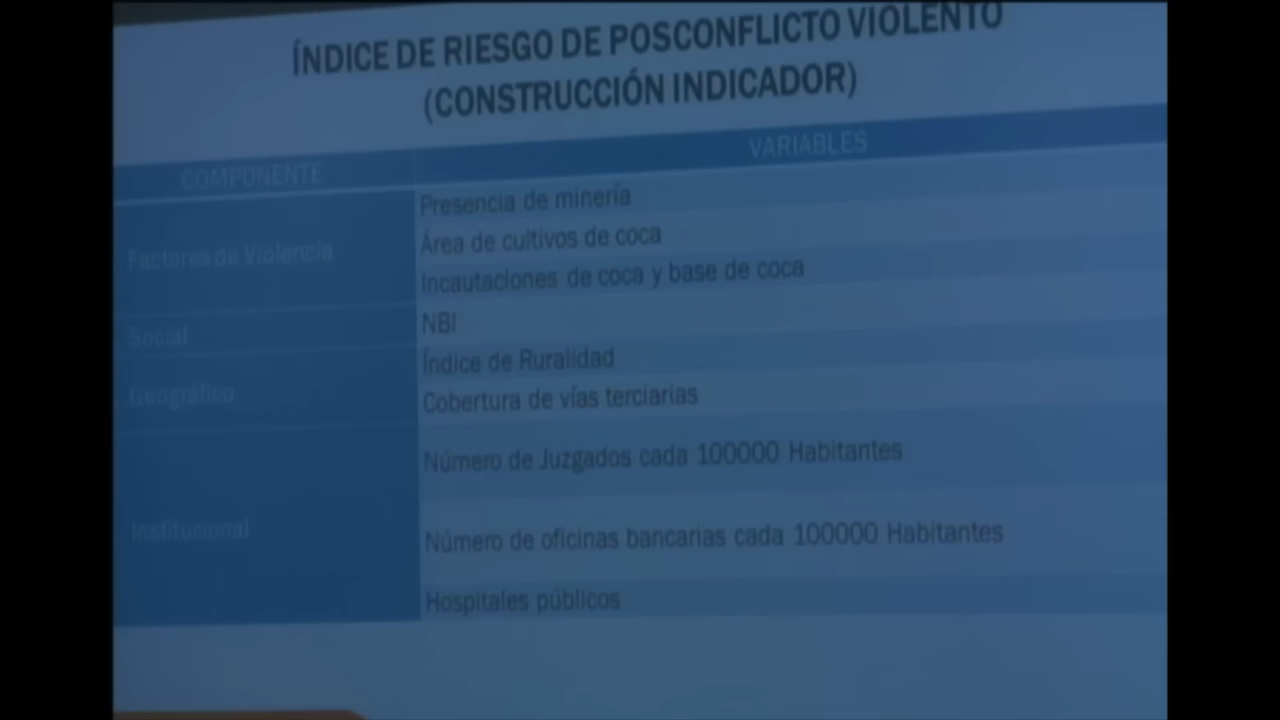 ÍNDICE DE RIESGO DE POSCONFLICTO VIOLENTO
(CONSTRUCCIÓN INDICADOR)
COMPONENTE
VARIABLES
Factores de Violencia
Presencia de minería
Área de cultivos de coca
Incautaciones de coca y base de coca
Social
NBI
Geográfico
Índice de Ruralidad
Cobertura de vías terciarias
Institucional
Número de Juzgados cada 100000 Habitantes
Número de oficinas bancarias cada 100000 Habitantes
Hospitales públicos